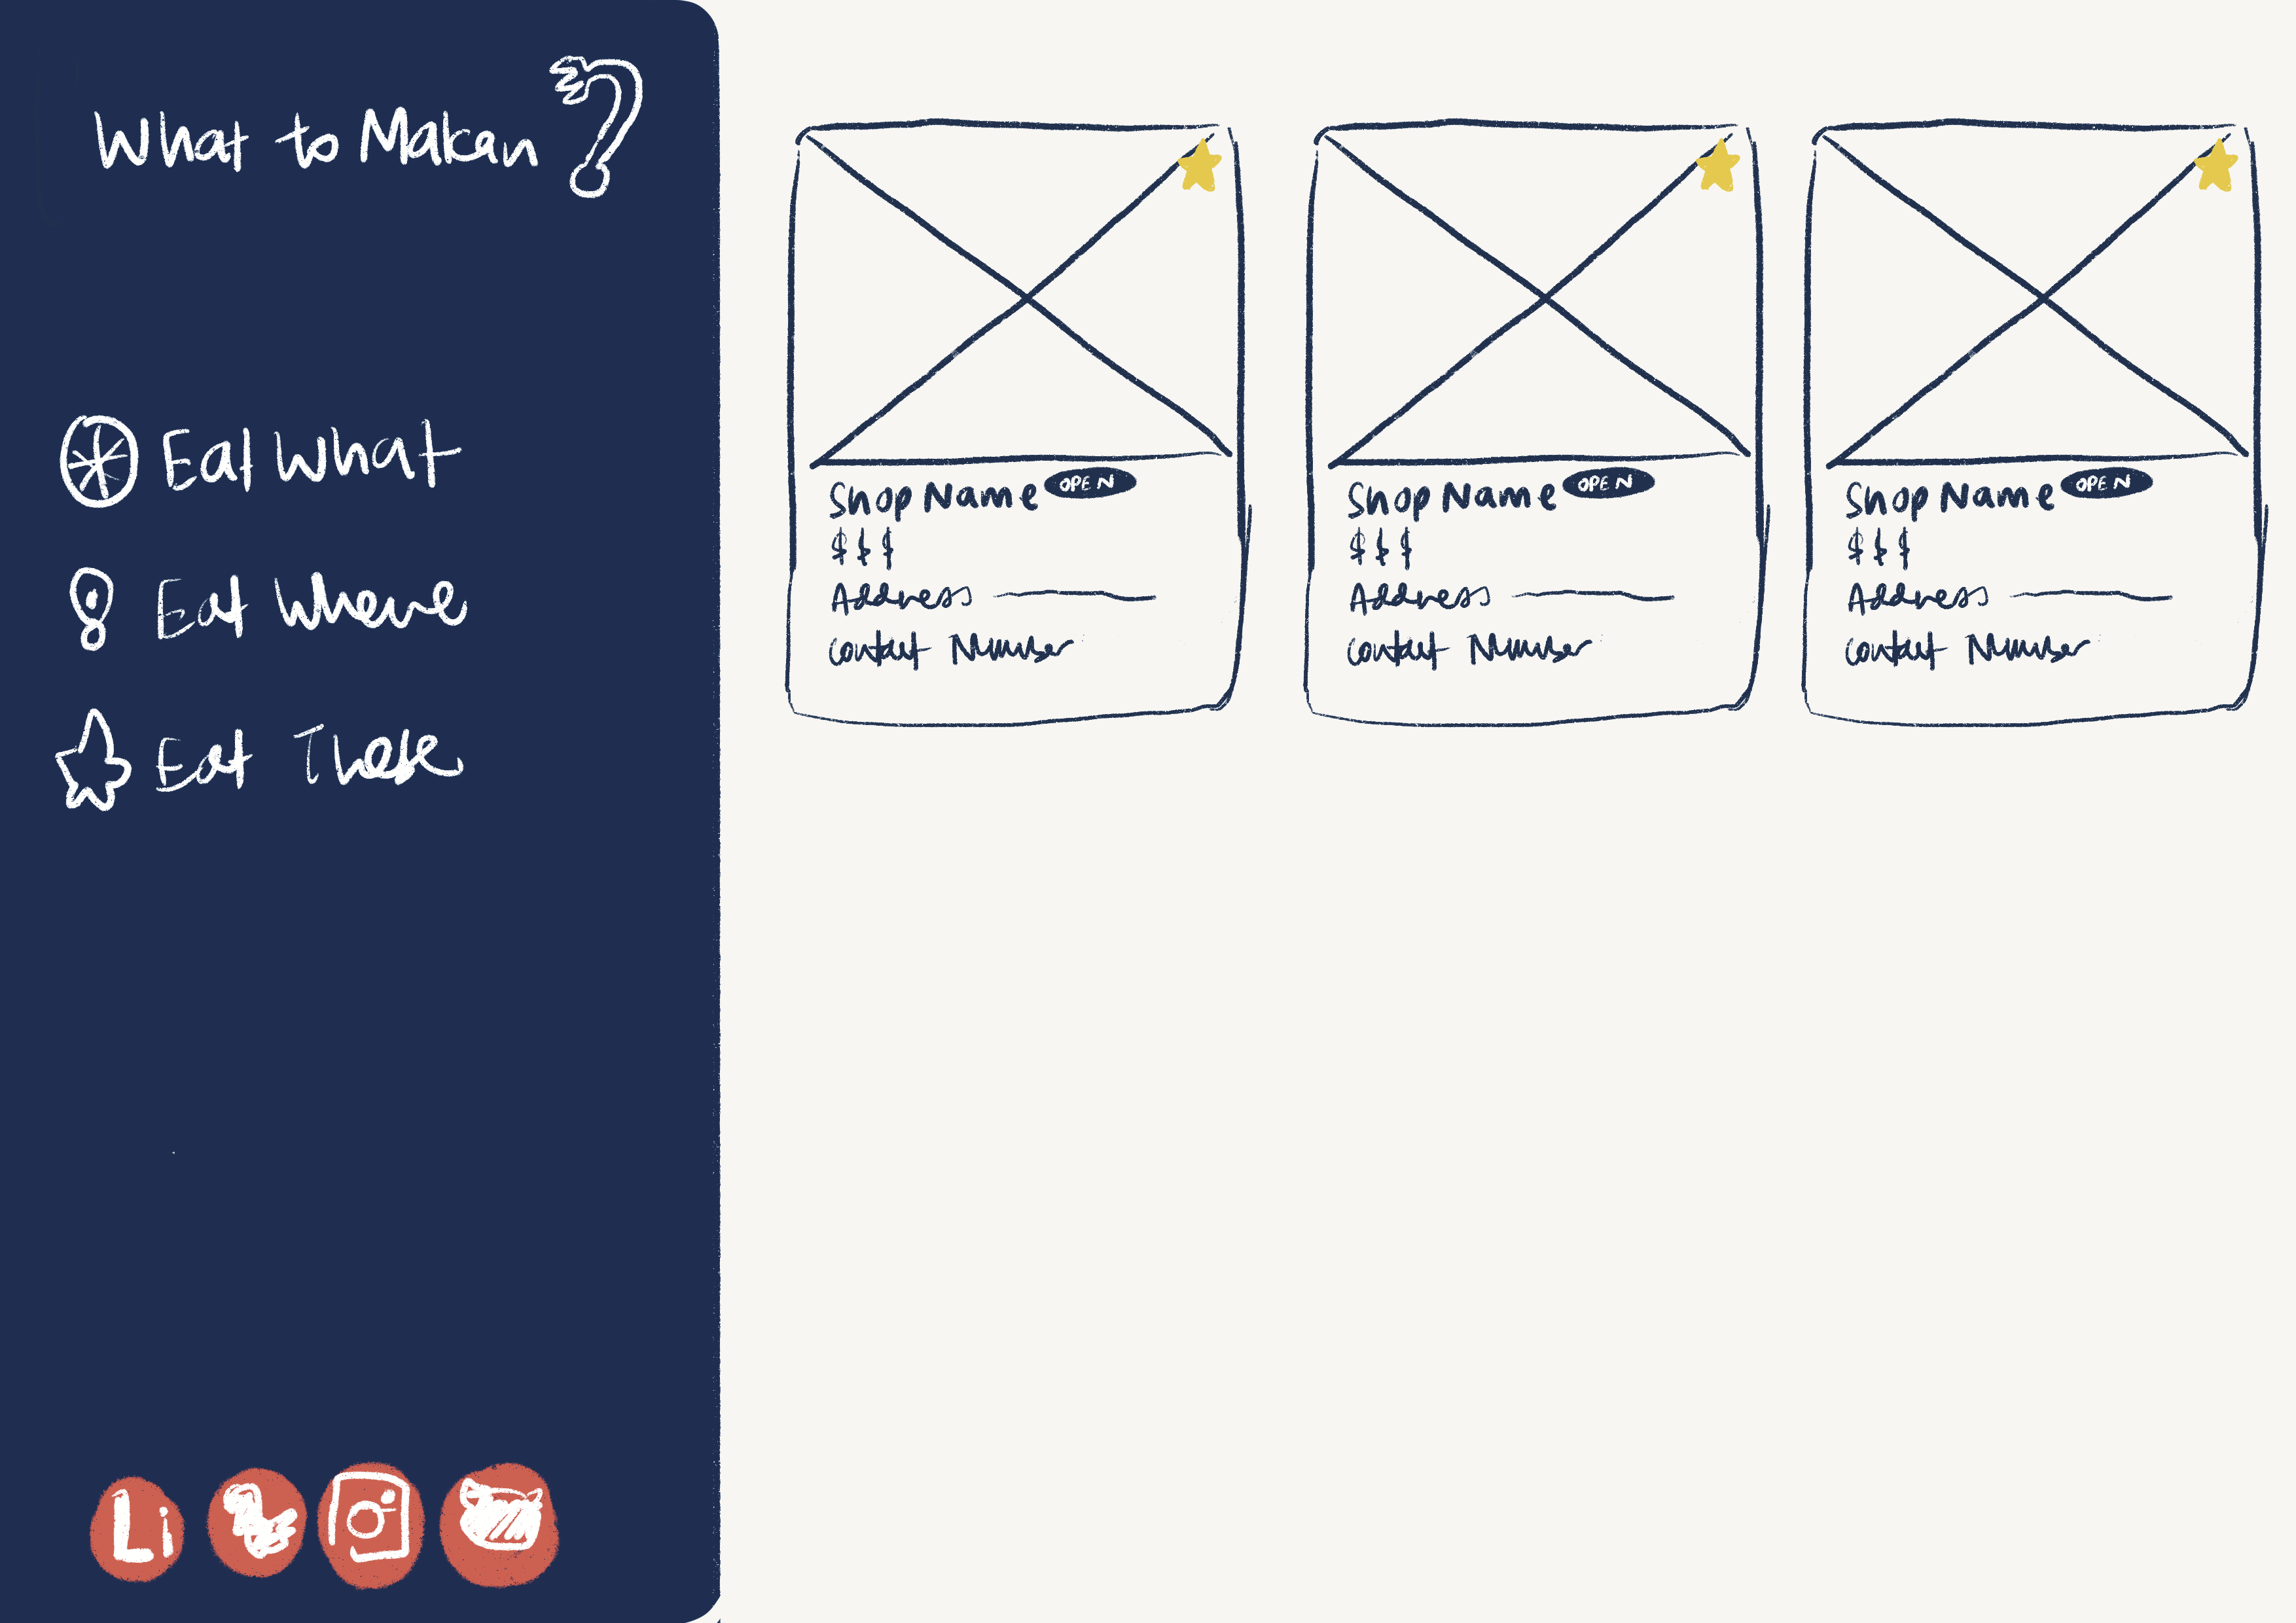 What to Makan?
Eat What
Eat Where
Eat These
Li
Shop Name OPEN
$$$
Address
Contact Number
Shop Name OPEN
$$$
Address
Contact Number
Shop Name OPEN
$$$
Address
Contact Number